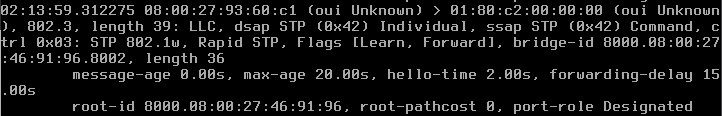 02:13:59.312275 08:00:27:93:60:c1 (oui Unknown) > 01:80:c2:00:00:00 (oui Unknown
), 802.3, length 39: LLC, dsap STP (0x42) Individual, ssap STP (0x42) Command, c
trl 0x03: STP 802.1w, Rapid STP, Flags [Learn, Forward], bridge-id 8000.08:00:27
:46:91:96.8002, length 36
        message-age 0.00s, max-age 20.00s, hello-time 2.00s, forwarding-delay 15
.00s
        root-id 8000.08:00:27:46:91:96, root-pathcost 0, port-role Designated